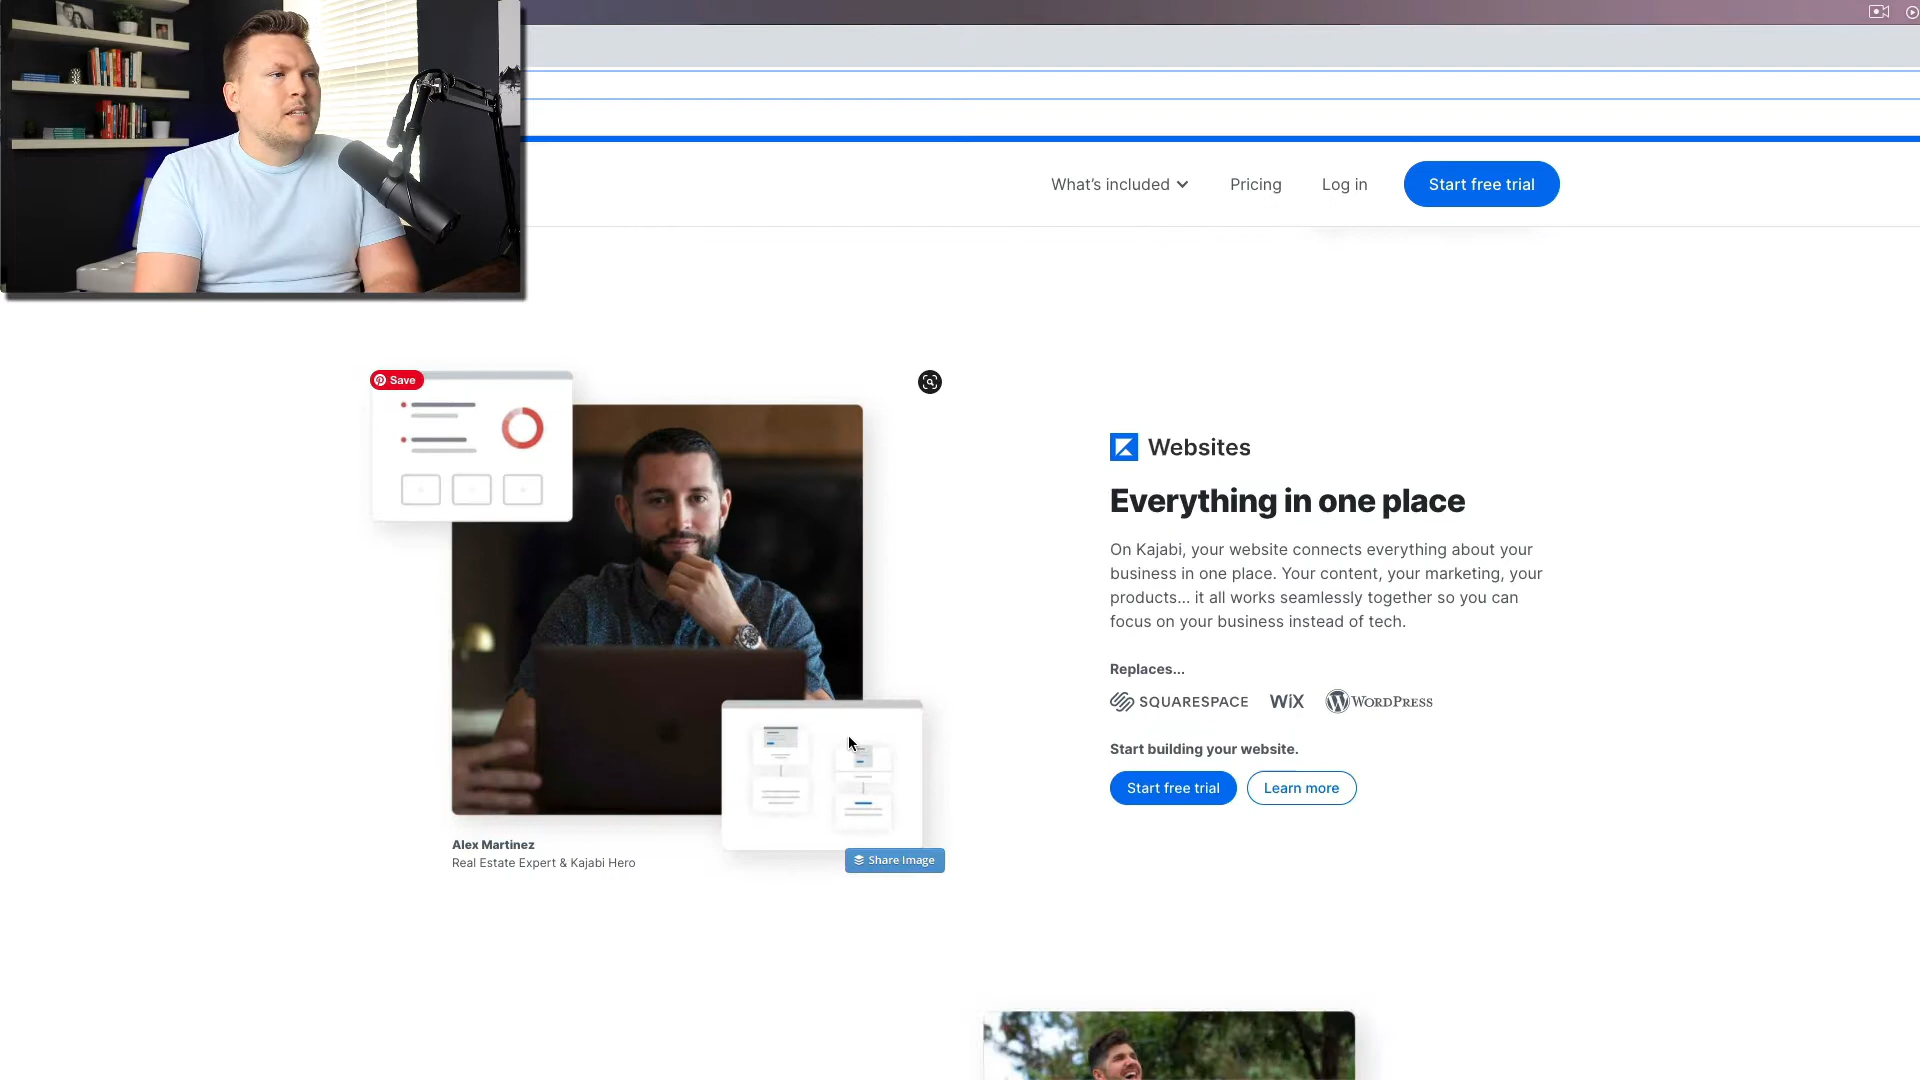 What's included
Pricing
Log in
Start free trial
Save
Websites
Everything in one place
On Kajabi, your website connects everything about your
business in one place. Your content, your marketing, your
products... it all works seamlessly together so you can
focus on your business instead of tech.
Replaces...
SQUARESPACE
WiX
WORDPRESS
Start building your website.
Start free trial
Learn more
Alex Martinez
Real Estate Expert & Kajabi Hero
Share Image